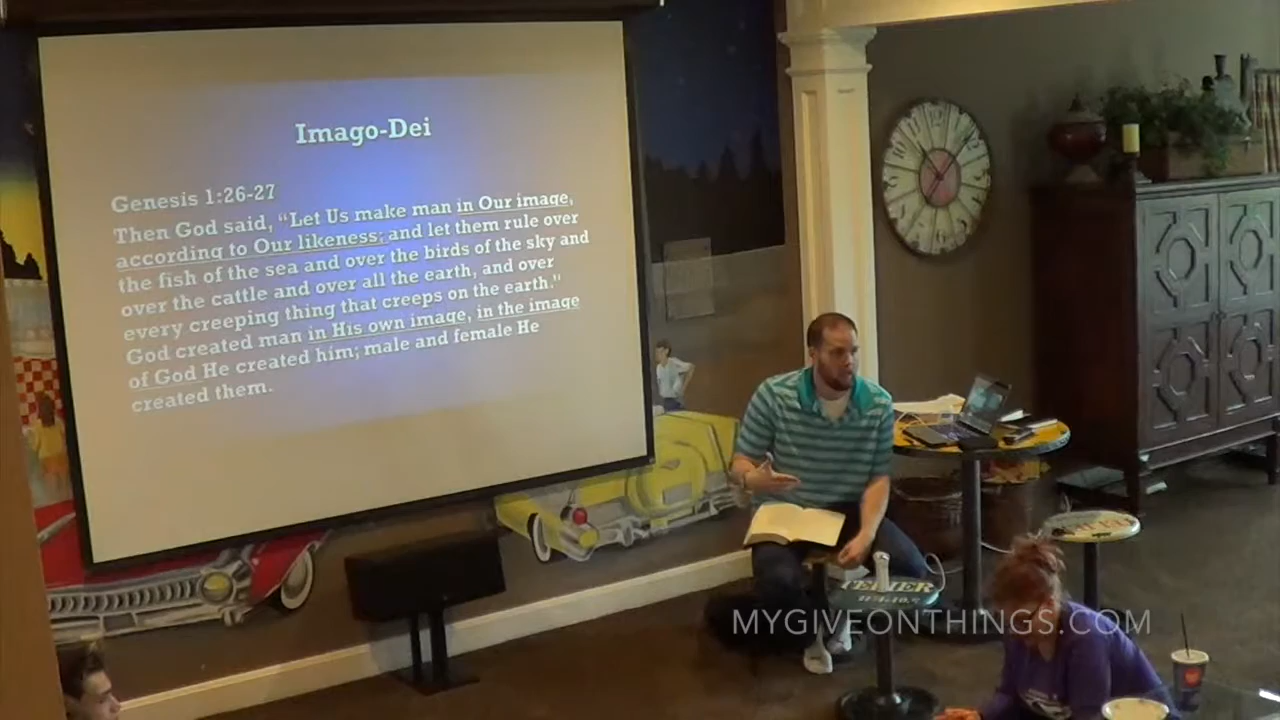 Imago-Dei
Genesis 1:26-27
Then God said, “Let Us make man in Our image,
according to Our likeness; and let them rule over
the fish of the sea and over the birds of the sky and
over the cattle and over all the earth, and over
every creeping thing that creeps on the earth."
God created man in His own image, in the image
of God He created him; male and female He
created them.
MYGIVEONTHINGS.COM